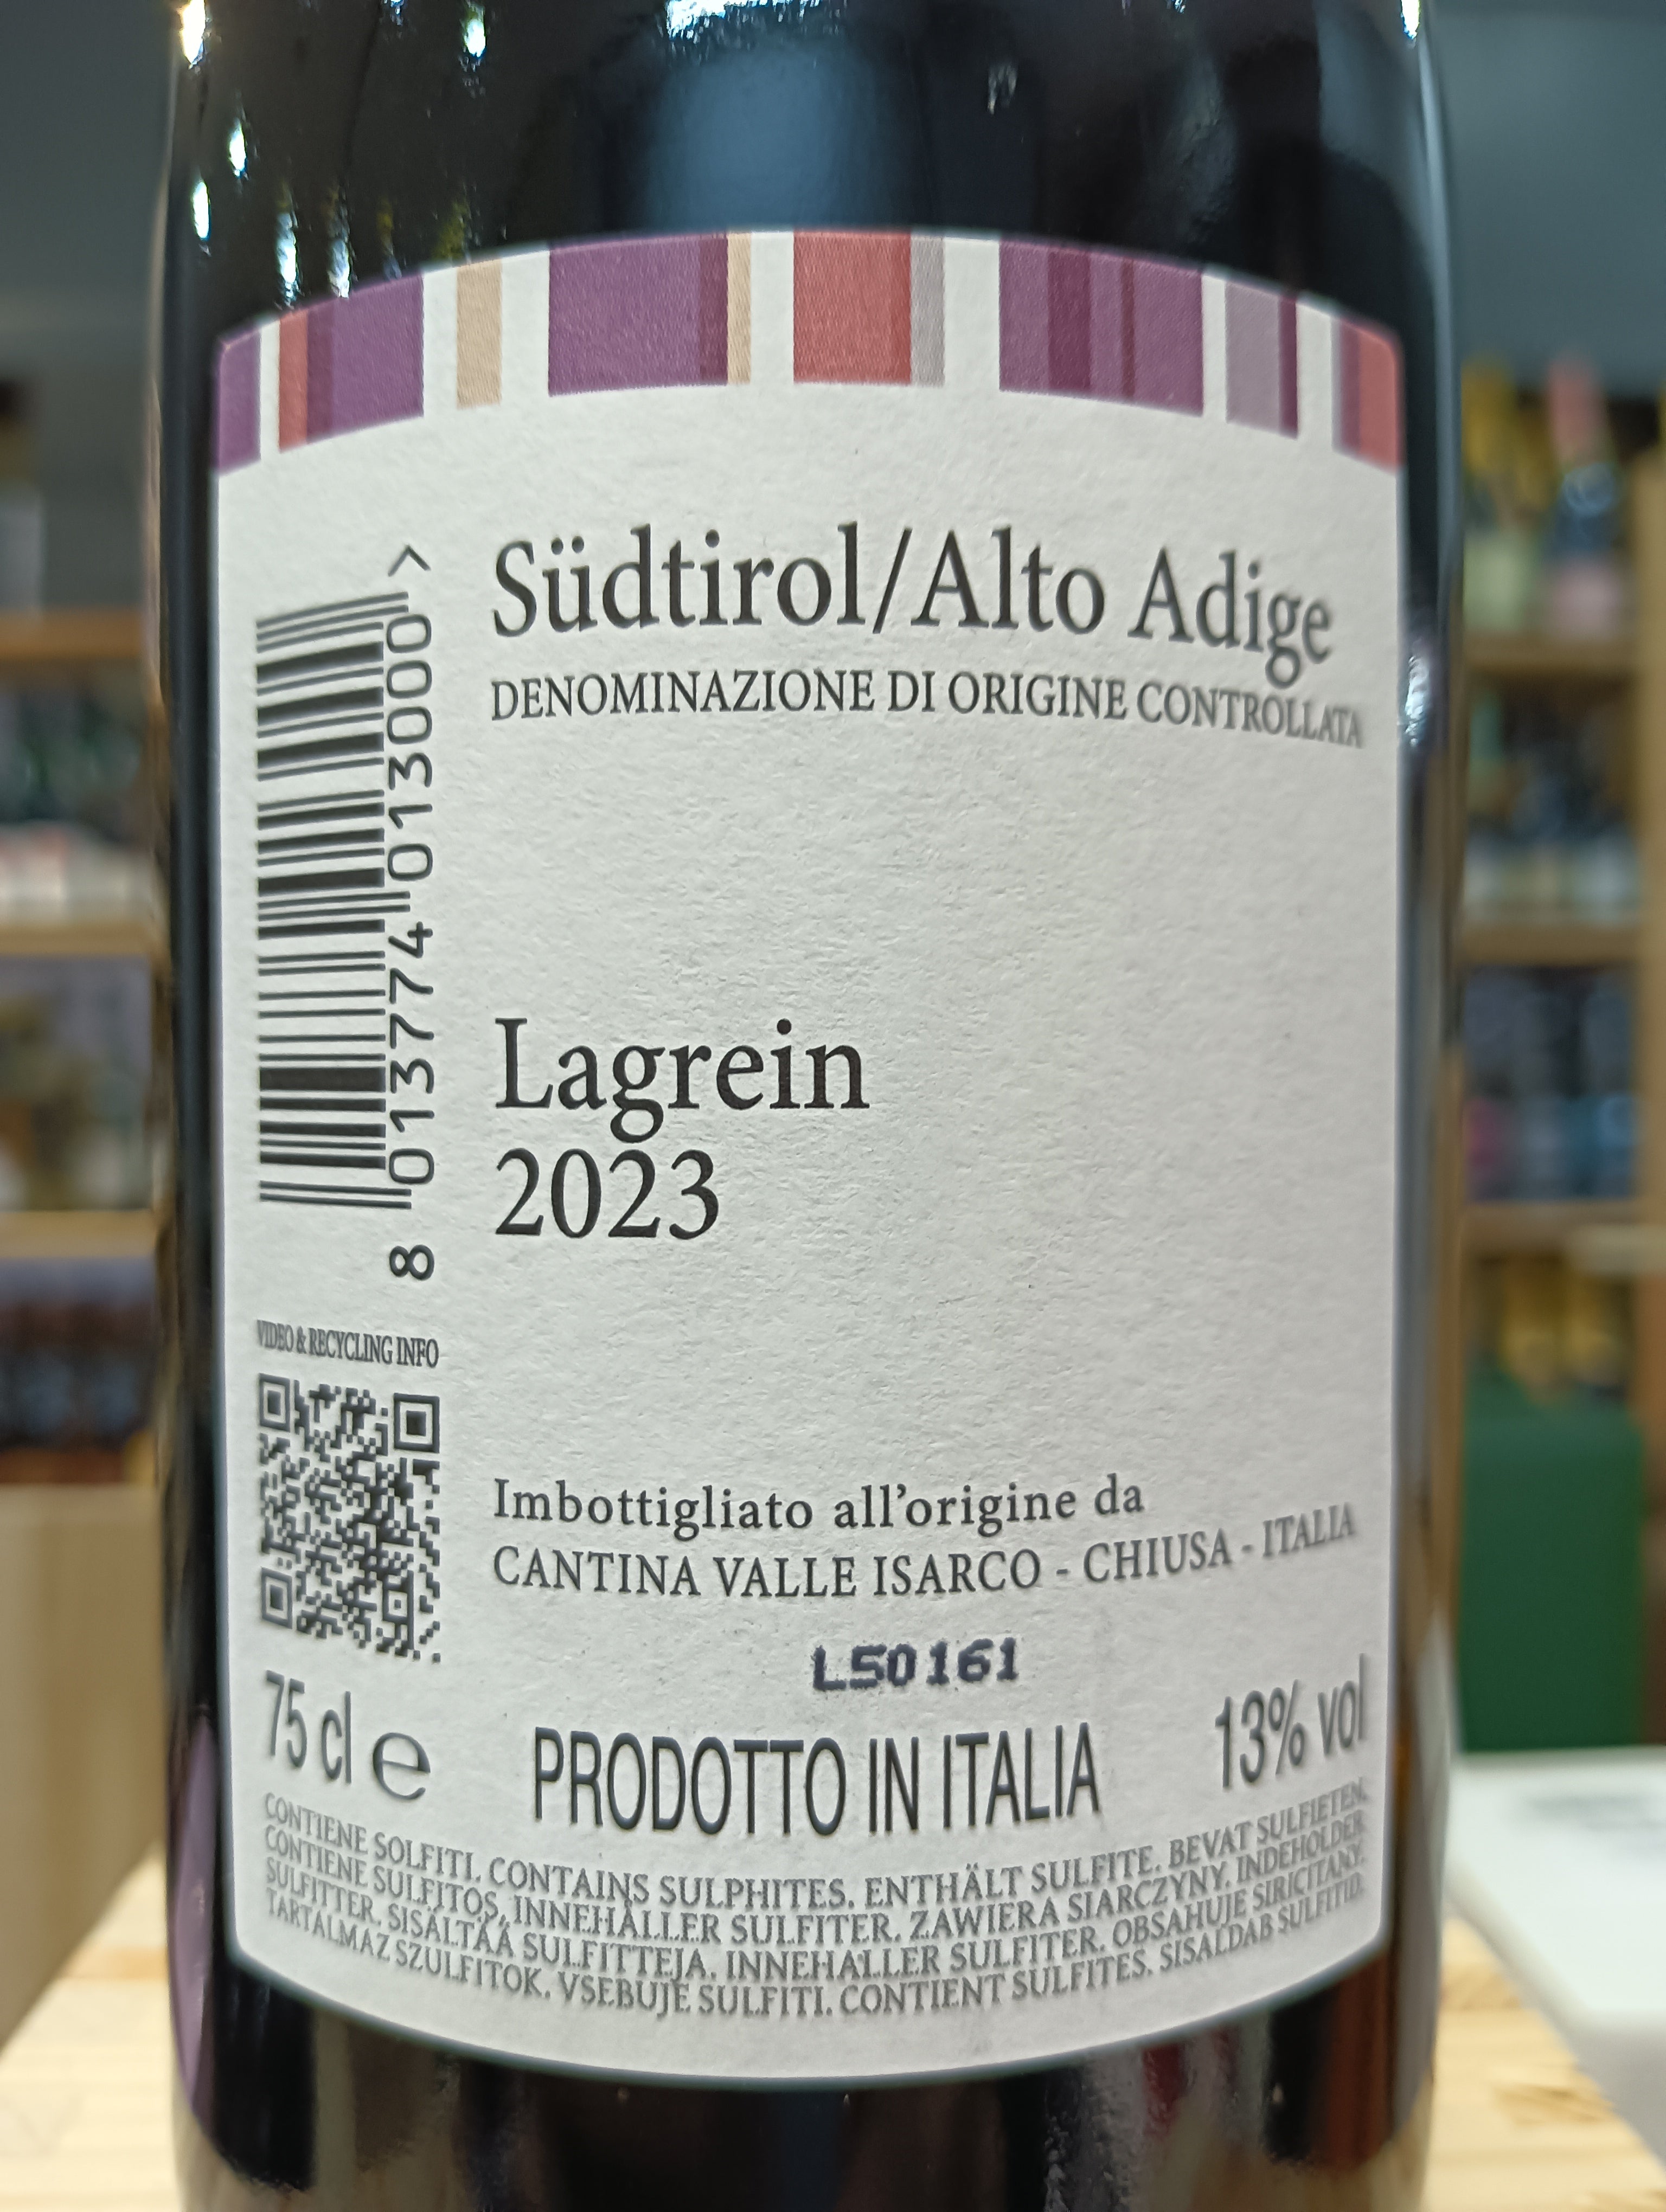 Südtirol/Alto Adige
DENOMINAZIONE DI ORIGINE CONTROLLATA
8 013774 013000 >
Lagrein
2023
VIDEO & RECYCLING INFO
Imbottigliato all’origine da
CANTINA VALLE ISARCO - CHIUSA - ITALIA
L50161
75 cl e
PRODOTTO IN ITALIA
13% vol
CONTIENE SOLFITI. CONTAINS SULPHITES. ENTHÄLT SULFITE. BEVAT SULFIETEN.
CONTIENE SULFITOS. INNEHÅLLER SULFITER. ZAWIERA SIARCZYNY. INDEHOLDER
SULFITTER. SISÄLTÄÄ SULFITTEJA. INNEHALLER SULFITER. OBSAHUJE SIRICITANY.
TARTALMAZ SZULFITOK. VSEBUJE SULFITI. CONTIENT SULFITES. SISALDAB SULFITID.